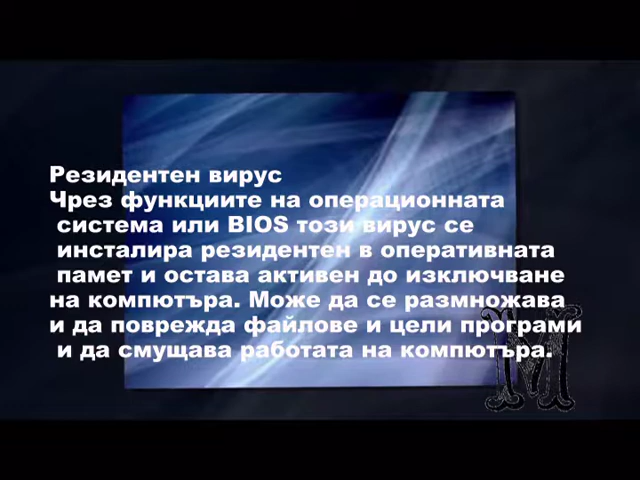 Резидентен вирус
Чрез функциите на операционната
система или BIOS този вирус се
инсталира резидентен в оперативната
памет и остава активен до изключване
на компютъра. Може да се размножава
и да поврежда файлове и цели програми
и да смущава работата на компютъра.
M